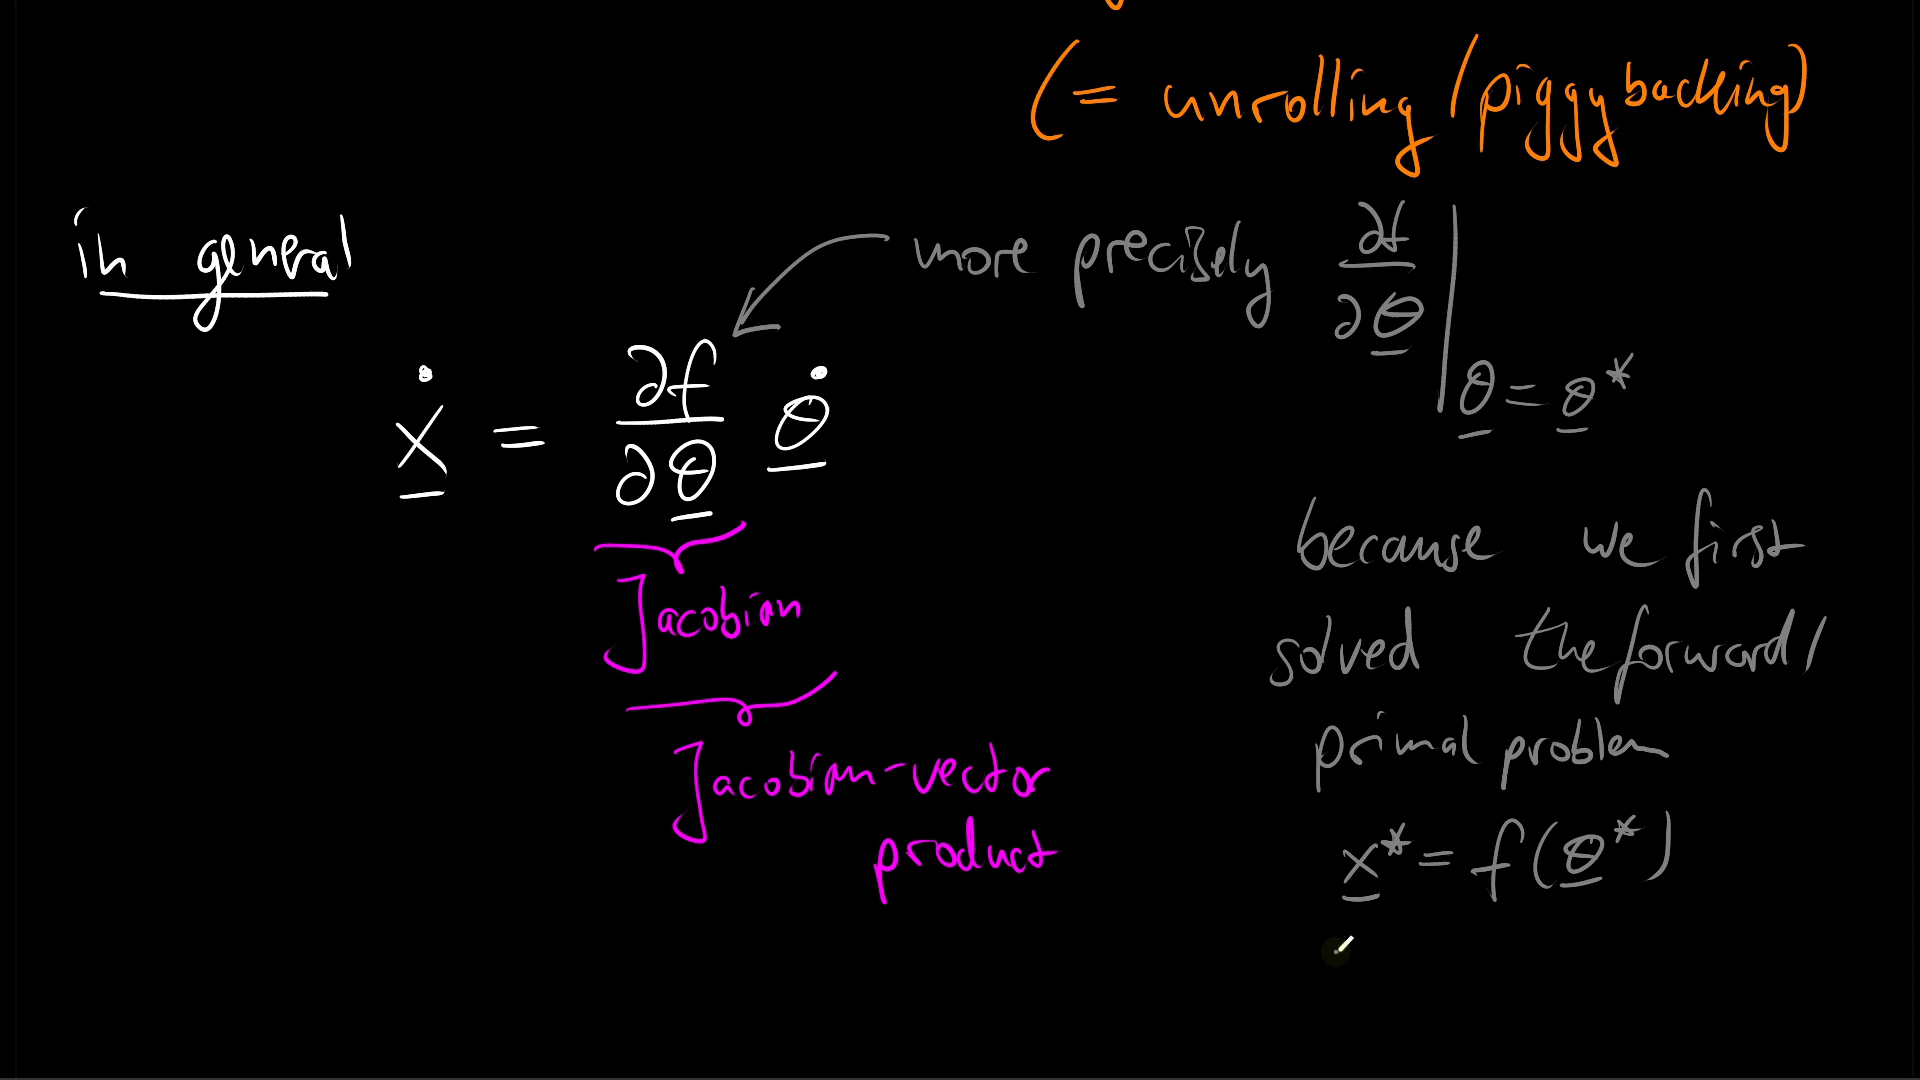 (= unrolling/piggybacking)
in general
more precisely ∂f/∂θ |θ=θ*
ẋ = ∂f/∂θ θ̇
Jacobian
Jacobian-vector
product
because we first
solved the forward/
primal problem
x* = f(θ*)